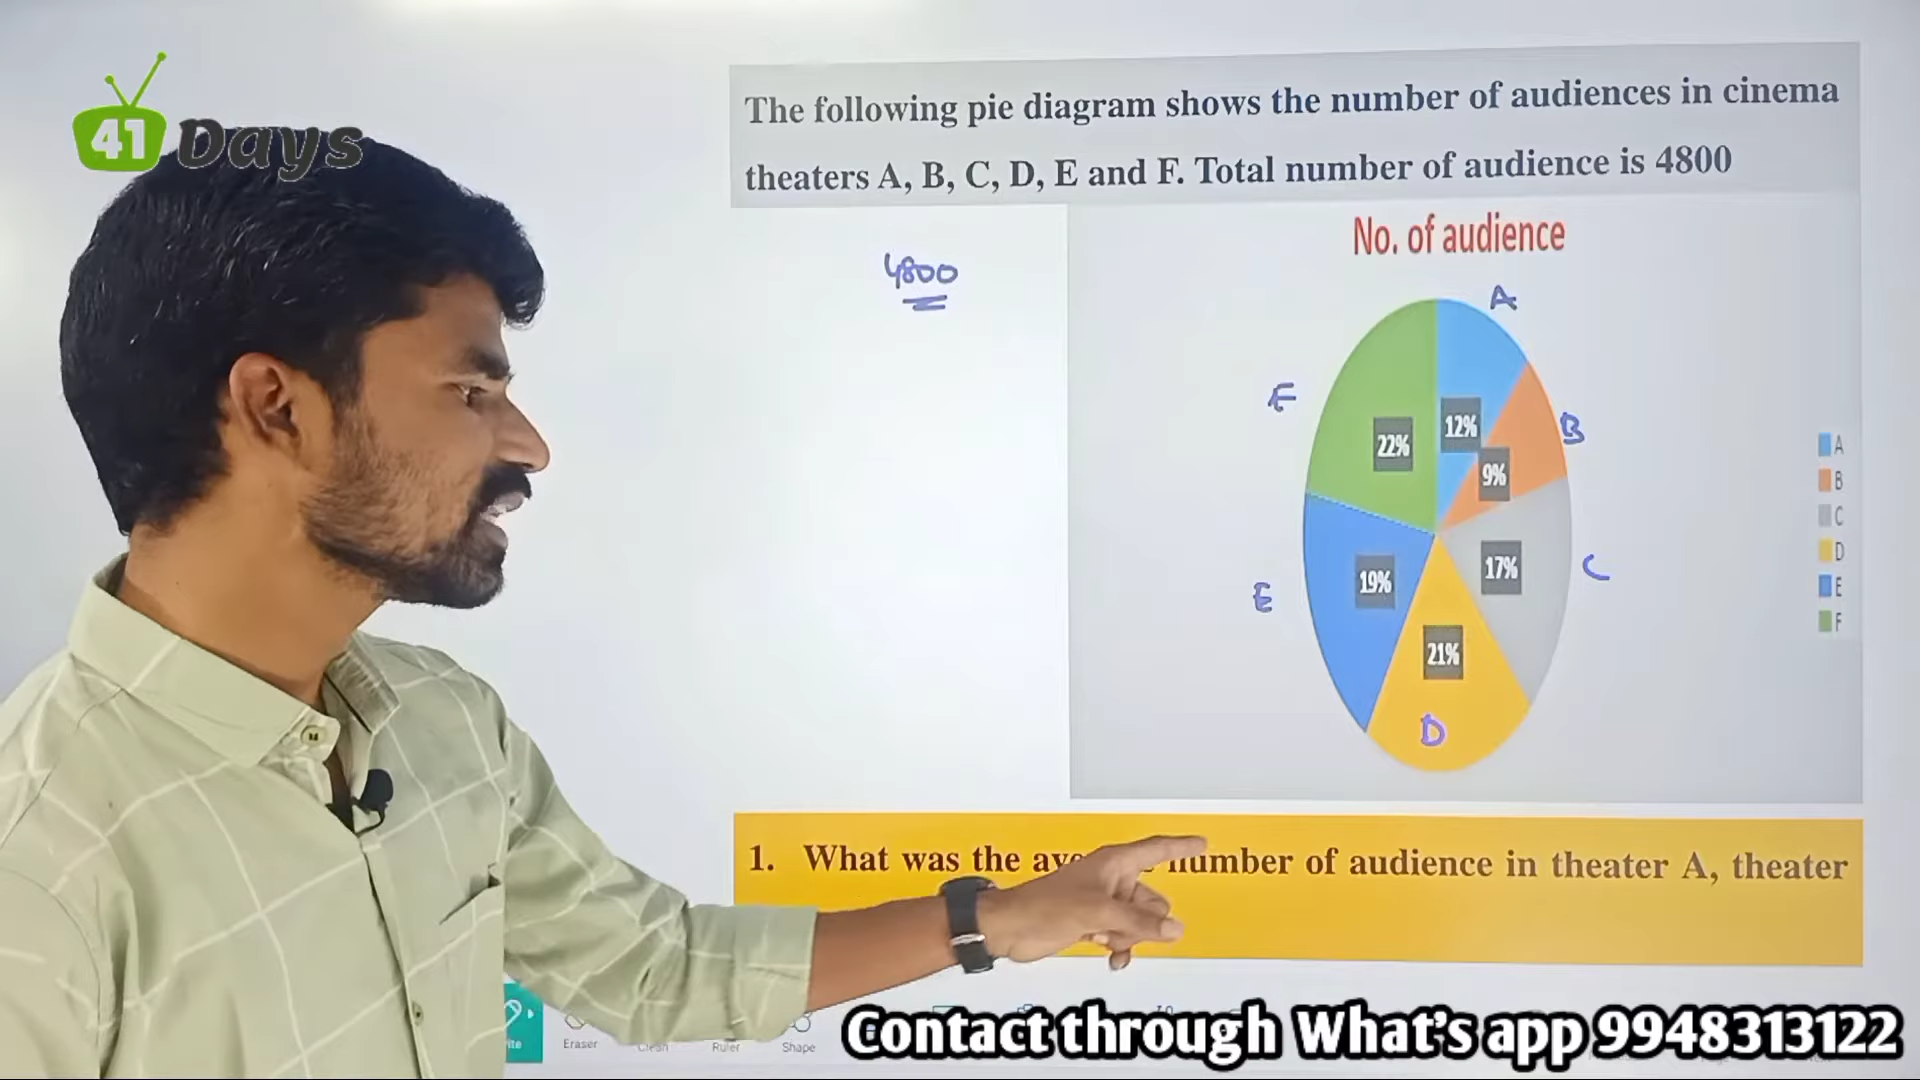 41 Days
The following pie diagram shows the number of audiences in cinema
theaters A, B, C, D, E and F. Total number of audience is 4800
No. of audience
4800
A
F
B
22%
12%
9%
A
B
C
D
E
F
E
19%
17%
C
21%
D
1. What was the number of audience in theater A, theater
Eraser
Clean
Ruler
Shape
Contact through What's app 9948313122